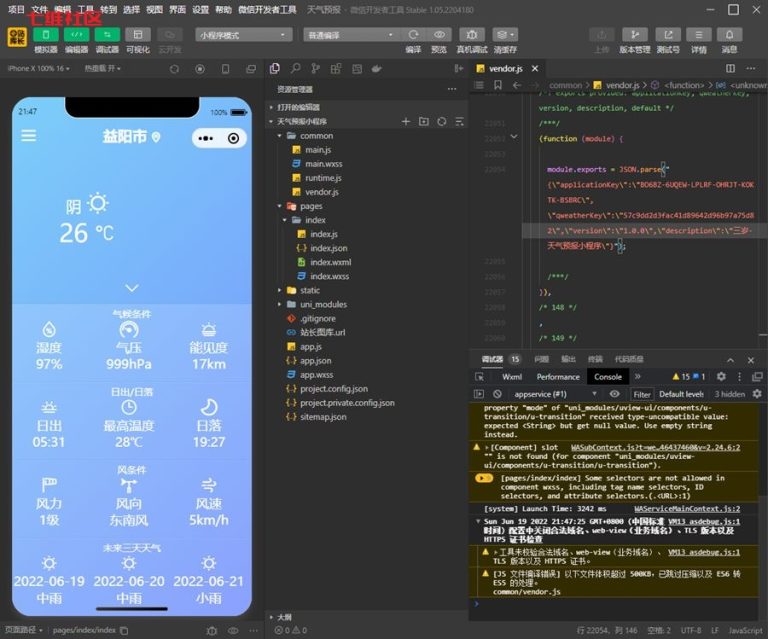 项目 文件 编辑 工具 转到 选择 视图 界面 设置 帮助 微信开发者工具
天气预报 - 微信开发者工具 Stable 1.05.2204180
七维社区
模拟器 编辑器 调试器 可视化 云开发
小程序模式
普通编译
编译 预览 真机调试 清缓存
上传 版本管理 测试号 详情 消息
iPhone X 100% 16
热重载 开
21:47
100%
益阳市
阴
26 ℃
气候条件
湿度
97%
气压
999hPa
能见度
17km
日出/日落
日出
05:31
最高温度
28℃
日落
19:27
风条件
风力
1级
风向
东南风
风速
5km/h
未来三天天气
2022-06-19
中雨
2022-06-20
中雨
2022-06-21
小雨
资源管理器
打开的编辑器
天气预报小程序
common
main.js
main.wxss
runtime.js
vendor.js
pages
index
index.js
index.json
index.wxml
index.wxss
static
uni_modules
.gitignore
站长图库.url
app.js
app.json
app.wxss
project.config.json
project.private.config.json
sitemap.json
大纲
vendor.js
common > vendor.js > <function> > <unknown
/*! exports provided: applicationKey, qweatherKey,
version, description, default */
22051 /***/
22052 (function (module) {
22053
22054 module.exports = JSON.parse("
{\"applicationKey\":\"BO6BZ-6UQEW-LPLRF-OHRJT-KOK
TK-BSBRC\",
\"qweatherKey\":\"57c9dd2d3fac41d89642d96b97a75d8
2\",\"version\":\"1.0.0\",\"description\":\"三岁-
天气预报小程序\"}");
22055
22056 /***/
22057 }),
22058 /* 148 */
22059 ,
22060 /* 149 */
调试器 15 问题 输出 终端 代码质量
Wxml Performance Console
15 1
appservice (#1)
Filter
Default levels
3 hidden
property "mode" of "uni_modules/uview-ui/components/u-
transition/u-transition" received type-uncompatible value:
expected <String> but get null value. Use empty string
instead.
[Component] slot WASubContext.js?t=we…46437460&v=2.24.6:2
"" is not found (for component "uni_modules/uview-
ui/components/u-transition/u-transition").
[pages/index/index] Some selectors are not allowed in
component wxss, including tag name selectors, ID
selectors, and attribute selectors.(.<URL>:1)
[system] Launch Time: 3242 ms WAServiceMainContext.js:2
Sun Jun 19 2022 21:47:25 GMT+0800 (中国标准 VM13 asdebug.js:1
时间) 配置中关闭合法域名、web-view（业务域名）、TLS 版本以及
HTTPS 证书检查
工具未校验合法域名、web-view（业务域名）、 VM13 asdebug.js:1
TLS 版本以及 HTTPS 证书。
[JS 文件编译错误] 以下文件体积超过 500KB，已跳过压缩以及 ES6 转
ES5 的处理。
common/vendor.js
页面路径 pages/index/index
0 0
行 22054，列 146 空格: 2 UTF-8 LF JavaScript